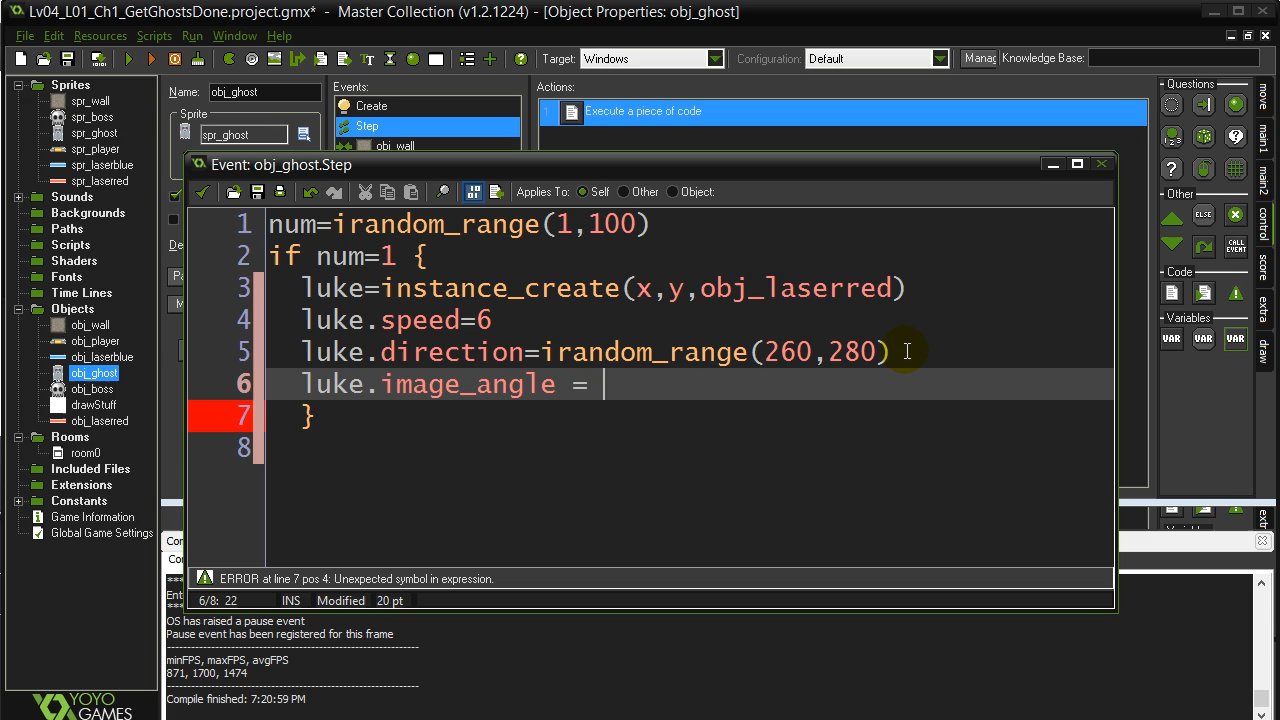 Lv04_L01_Ch1_GetGhostsDone.project.gmx* - Master Collection (v1.2.1224) - [Object Properties: obj_ghost]
File Edit Resources Scripts Run Window Help
Target: Windows Configuration: Default Manag Knowledge Base:
Sprites
spr_wall
spr_boss
spr_ghost
spr_player
spr_laserblue
spr_laserred
Sounds
Backgrounds
Paths
Scripts
Shaders
Fonts
Time Lines
Objects
obj_wall
obj_player
obj_laserblue
obj_ghost
obj_boss
drawStuff
obj_laserred
Rooms
room0
Included Files
Extensions
Constants
Game Information
Global Game Settings
YOYO
GAMES
Name: obj_ghost
Sprite
spr_ghost
Events:
Create
Step
obj_wall
Actions:
1 Execute a piece of code
Event: obj_ghost.Step
Applies To: Self Other Object:
1 num=irandom_range(1,100)
2 if num=1 {
3 luke=instance_create(x,y,obj_laserred)
4 luke.speed=6
5 luke.direction=irandom_range(260,280)
6 luke.image_angle =
7 }
8
ERROR at line 7 pos 4: Unexpected symbol in expression.
6/8: 22 INS Modified 20 pt
OS has raised a pause event
Pause event has been registered for this frame
minFPS, maxFPS, avgFPS
871, 1700, 1474
Compile finished: 7:20:59 PM
Questions
Other
ELSE
CALL
EVENT
Code
Variables
VAR VAR VAR
move
main1
main2
control
score
extra
draw